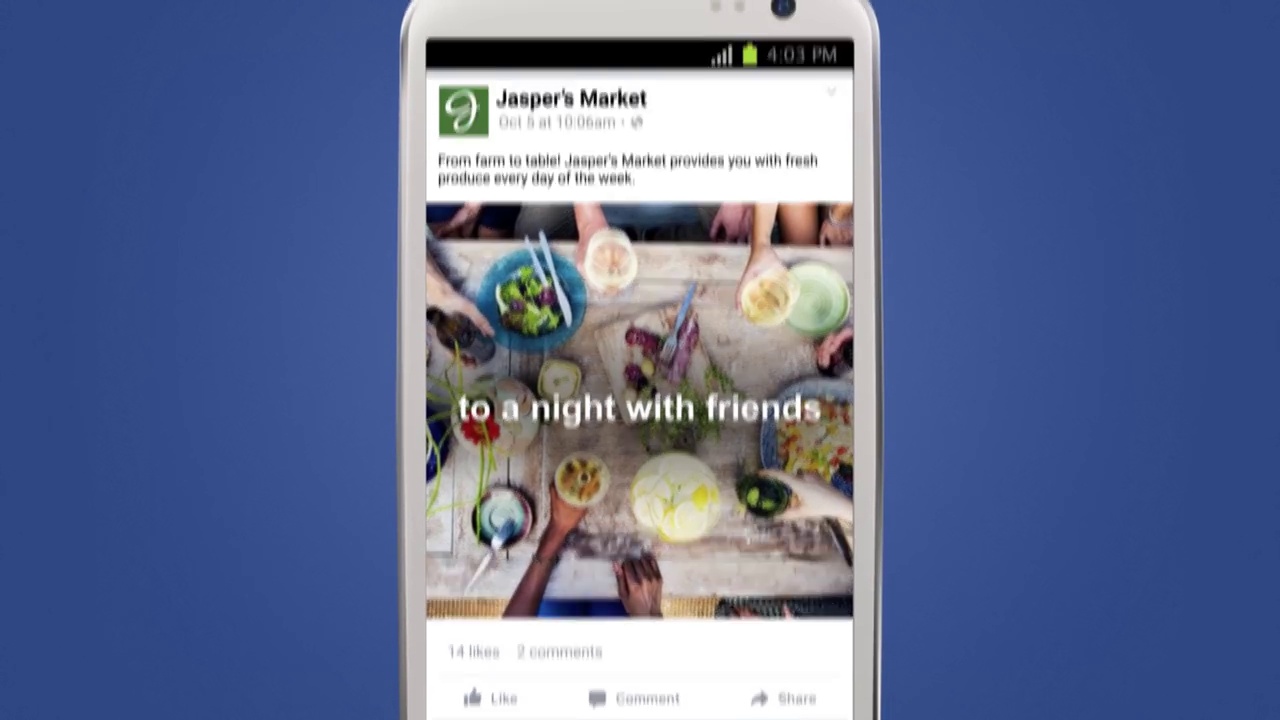 4:03 PM
Jasper's Market
Oct 5 at 10:06am
From farm to table! Jasper's Market provides you with fresh
produce every day of the week.
to a night with friends
14 likes 2 comments
Like Comment Share